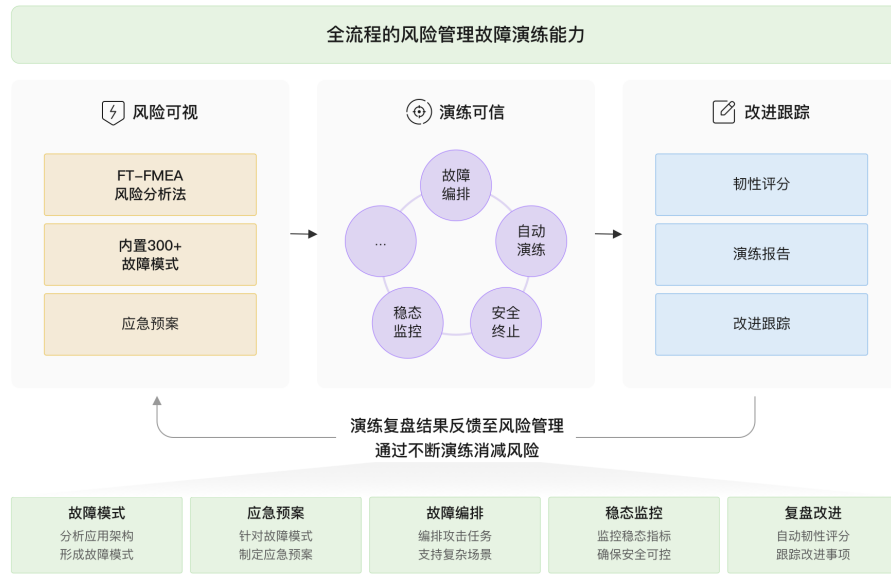 全流程的风险管理故障演练能力
风险可视
FT-FMEA
风险分析法
内置300+
故障模式
应急预案
演练可信
故障
编排
自动
演练
安全
终止
稳态
监控
...
改进跟踪
韧性评分
演练报告
改进跟踪
演练复盘结果反馈至风险管理
通过不断演练消减风险
故障模式
分析应用架构
形成故障模式
应急预案
针对故障模式
制定应急预案
故障编排
编排攻击任务
支持复杂场景
稳态监控
监控稳态指标
确保安全可控
复盘改进
自动韧性评分
跟踪改进事项